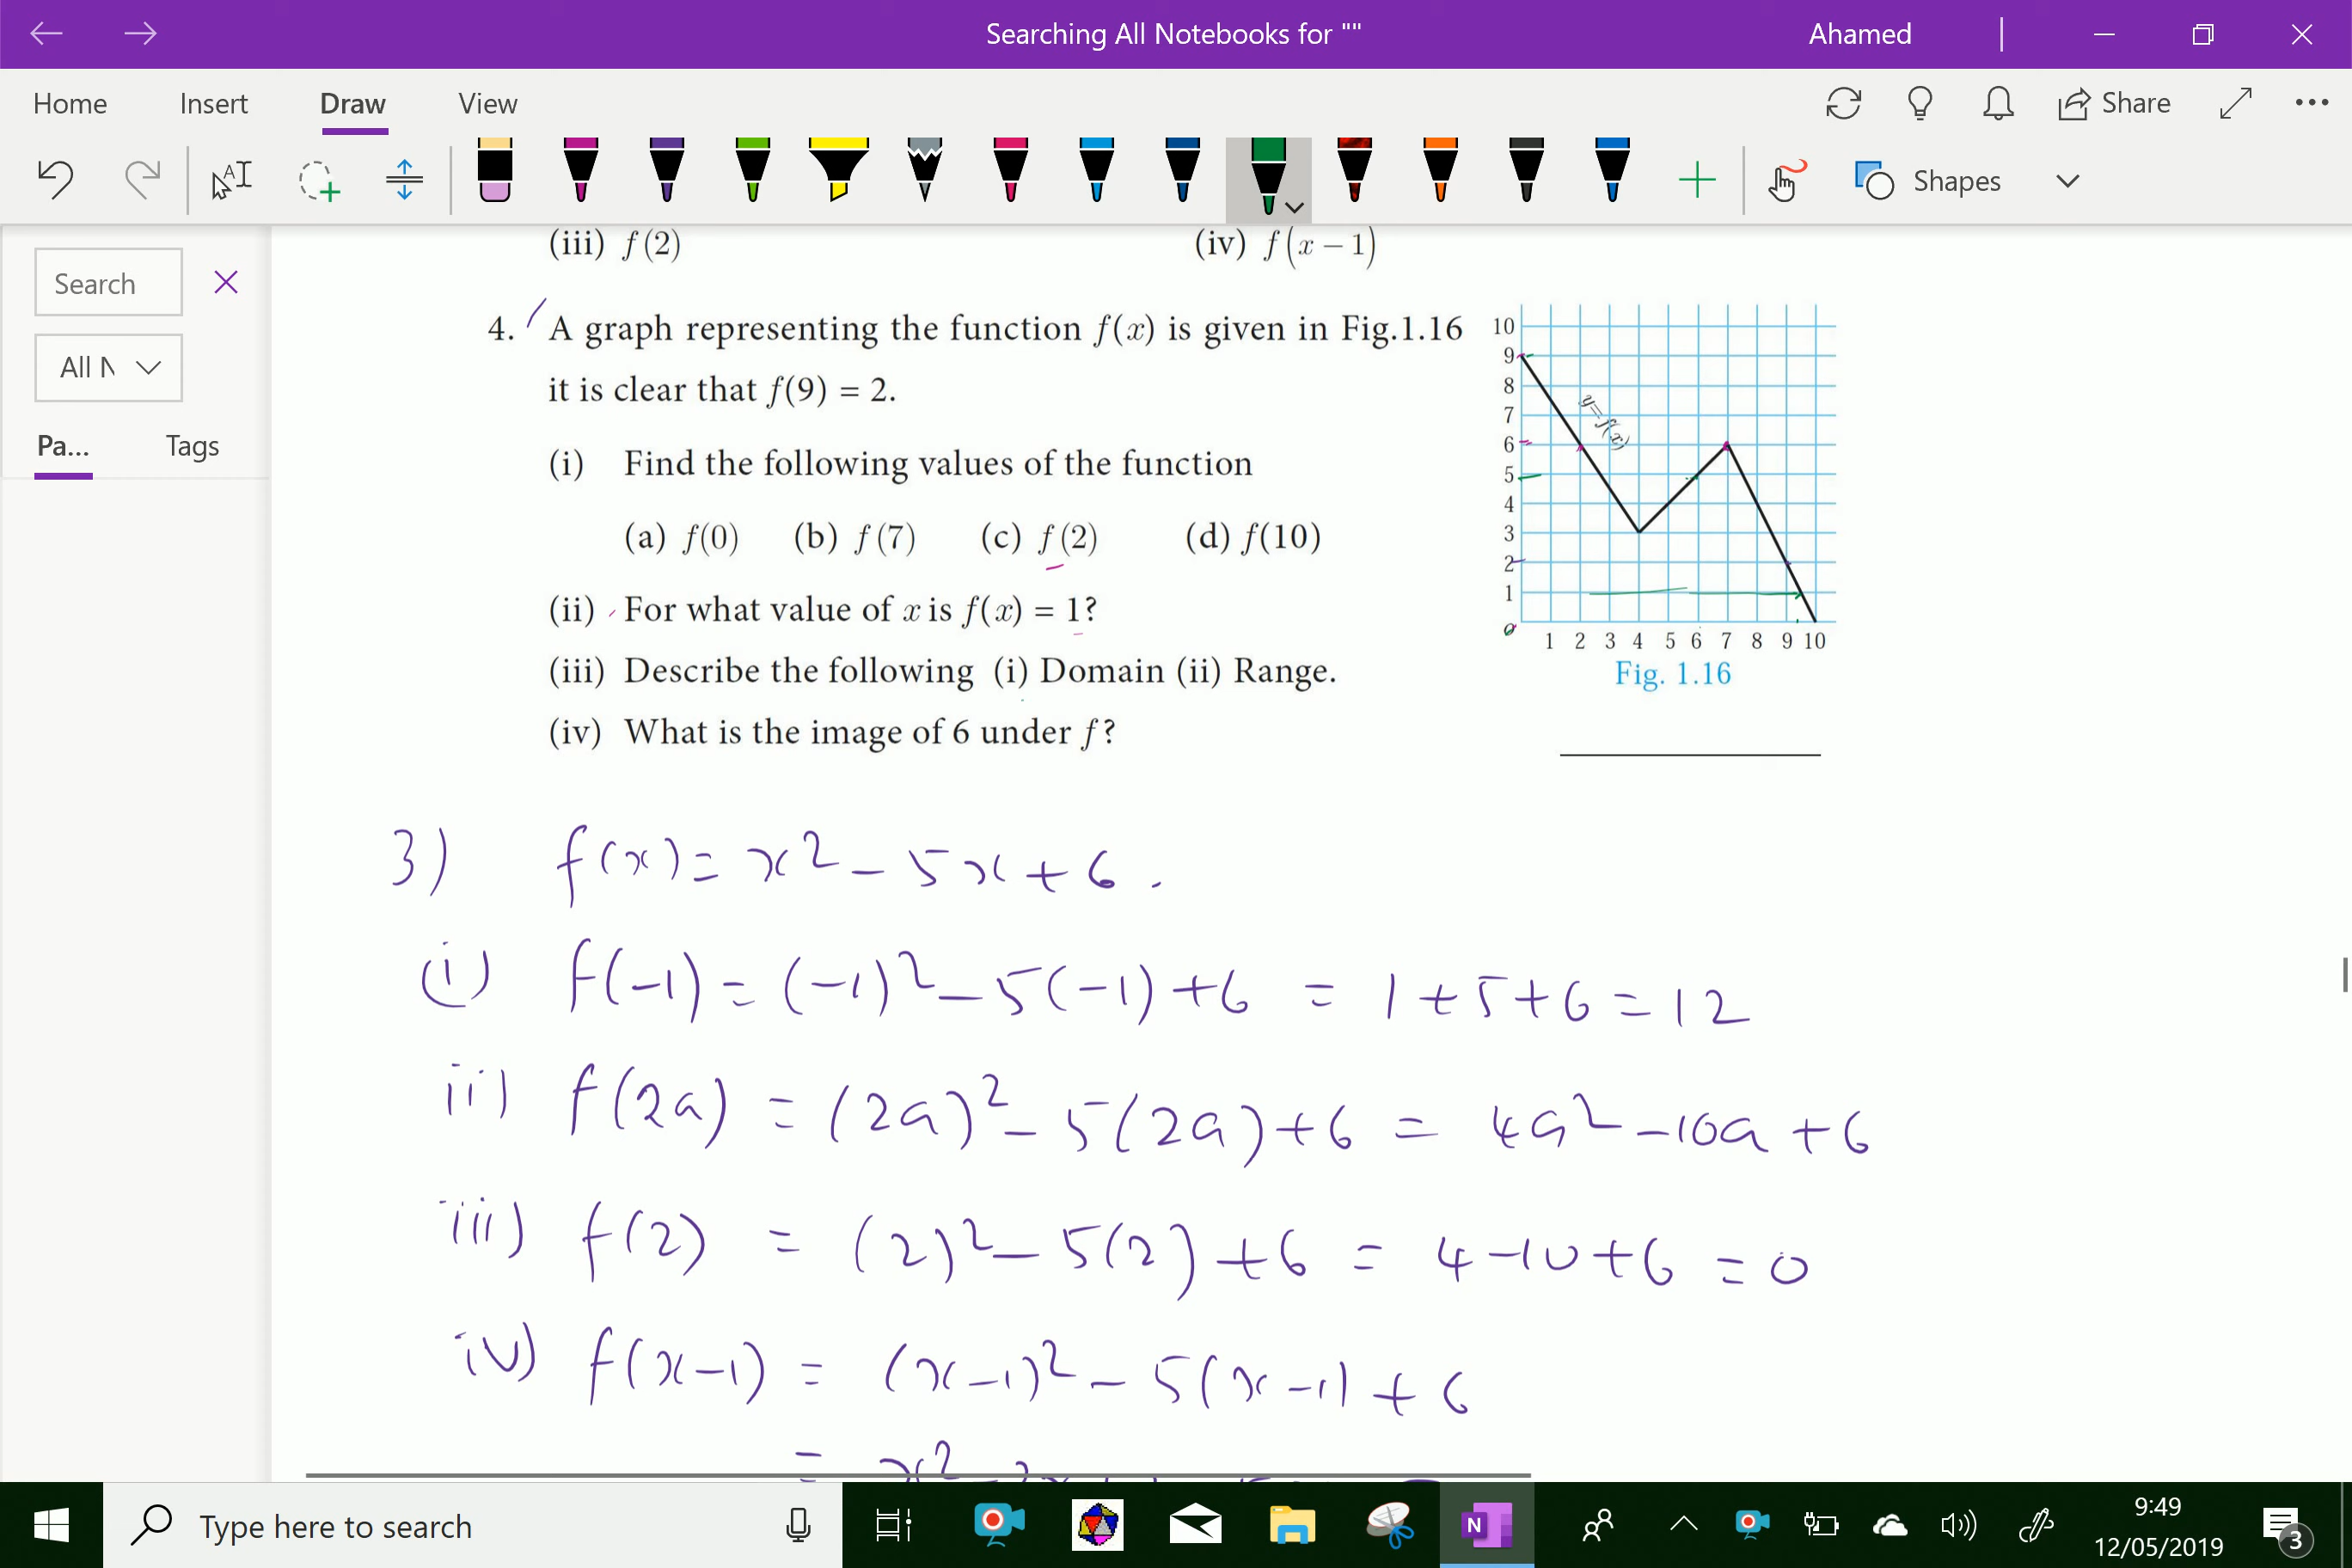 Searching All Notebooks for ""
Ahamed
Home Insert Draw View
Share
Shapes
Search
All N
Pa... Tags
(iii) f(2) (iv) f(x – 1)
4. A graph representing the function f(x) is given in Fig.1.16
it is clear that f(9) = 2.
(i) Find the following values of the function
(a) f(0) (b) f(7) (c) f(2) (d) f(10)
(ii) For what value of x is f(x) = 1?
(iii) Describe the following (i) Domain (ii) Range.
(iv) What is the image of 6 under f?
10
9
8
7
6
5
4
3
2
1
0
y=f(x)
1 2 3 4 5 6 7 8 9 10
Fig. 1.16
3) f(x) = x² – 5x + 6.
(i) f(–1) = (–1)² – 5(–1) + 6 = 1 + 5 + 6 = 12
ii) f(2a) = (2a)² – 5(2a) + 6 = 4a² – 10a + 6
iii) f(2) = (2)² – 5(2) + 6 = 4 – 10 + 6 = 0
iv) f(x–1) = (x–1)² – 5(x–1) + 6
= x²
Type here to search
N
9:49
12/05/2019
3